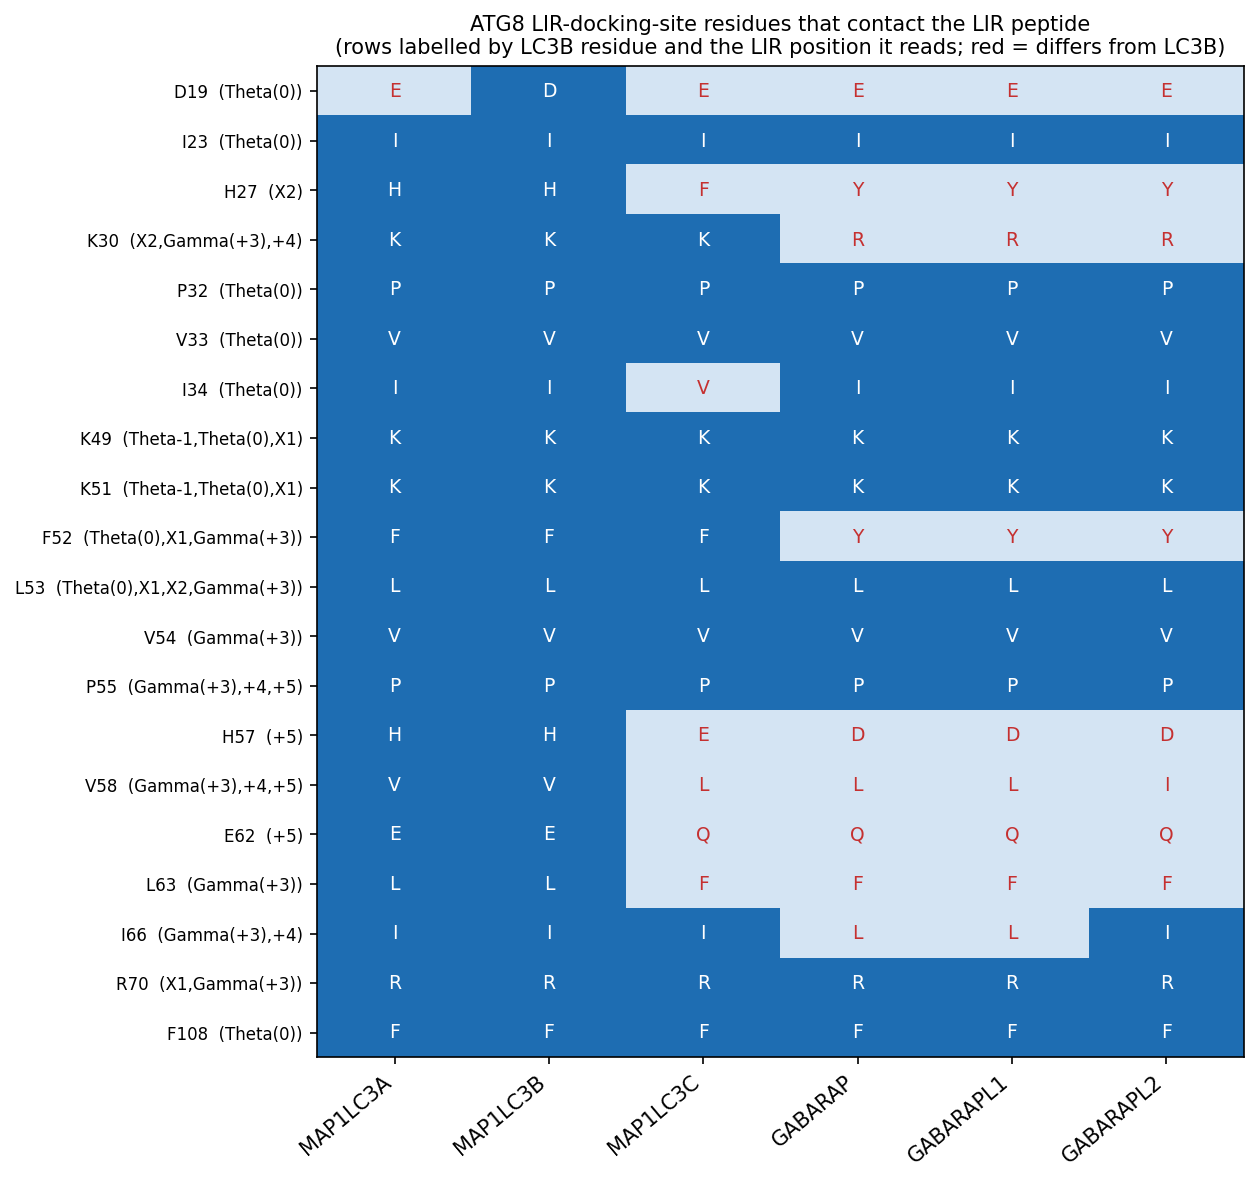 ATG8 LIR-docking-site residues that contact the LIR peptide
(rows labelled by LC3B residue and the LIR position it reads; red = differs from LC3B)
D19 (Theta(0)) E D E E E E
I23 (Theta(0)) I I I I I I
H27 (X2) H H F Y Y Y
K30 (X2,Gamma(+3),+4) K K K R R R
P32 (Theta(0)) P P P P P P
V33 (Theta(0)) V V V V V V
I34 (Theta(0)) I I V I I I
K49 (Theta-1,Theta(0),X1) K K K K K K
K51 (Theta-1,Theta(0),X1) K K K K K K
F52 (Theta(0),X1,Gamma(+3)) F F F Y Y Y
L53 (Theta(0),X1,X2,Gamma(+3)) L L L L L L
V54 (Gamma(+3)) V V V V V V
P55 (Gamma(+3),+4,+5) P P P P P P
H57 (+5) H H E D D D
V58 (Gamma(+3),+4,+5) V V L L L I
E62 (+5) E E Q Q Q Q
L63 (Gamma(+3)) L L F F F F
I66 (Gamma(+3),+4) I I I L L I
R70 (X1,Gamma(+3)) R R R R R R
F108 (Theta(0)) F F F F F F
MAP1LC3A MAP1LC3B MAP1LC3C GABARAP GABARAPL1 GABARAPL2